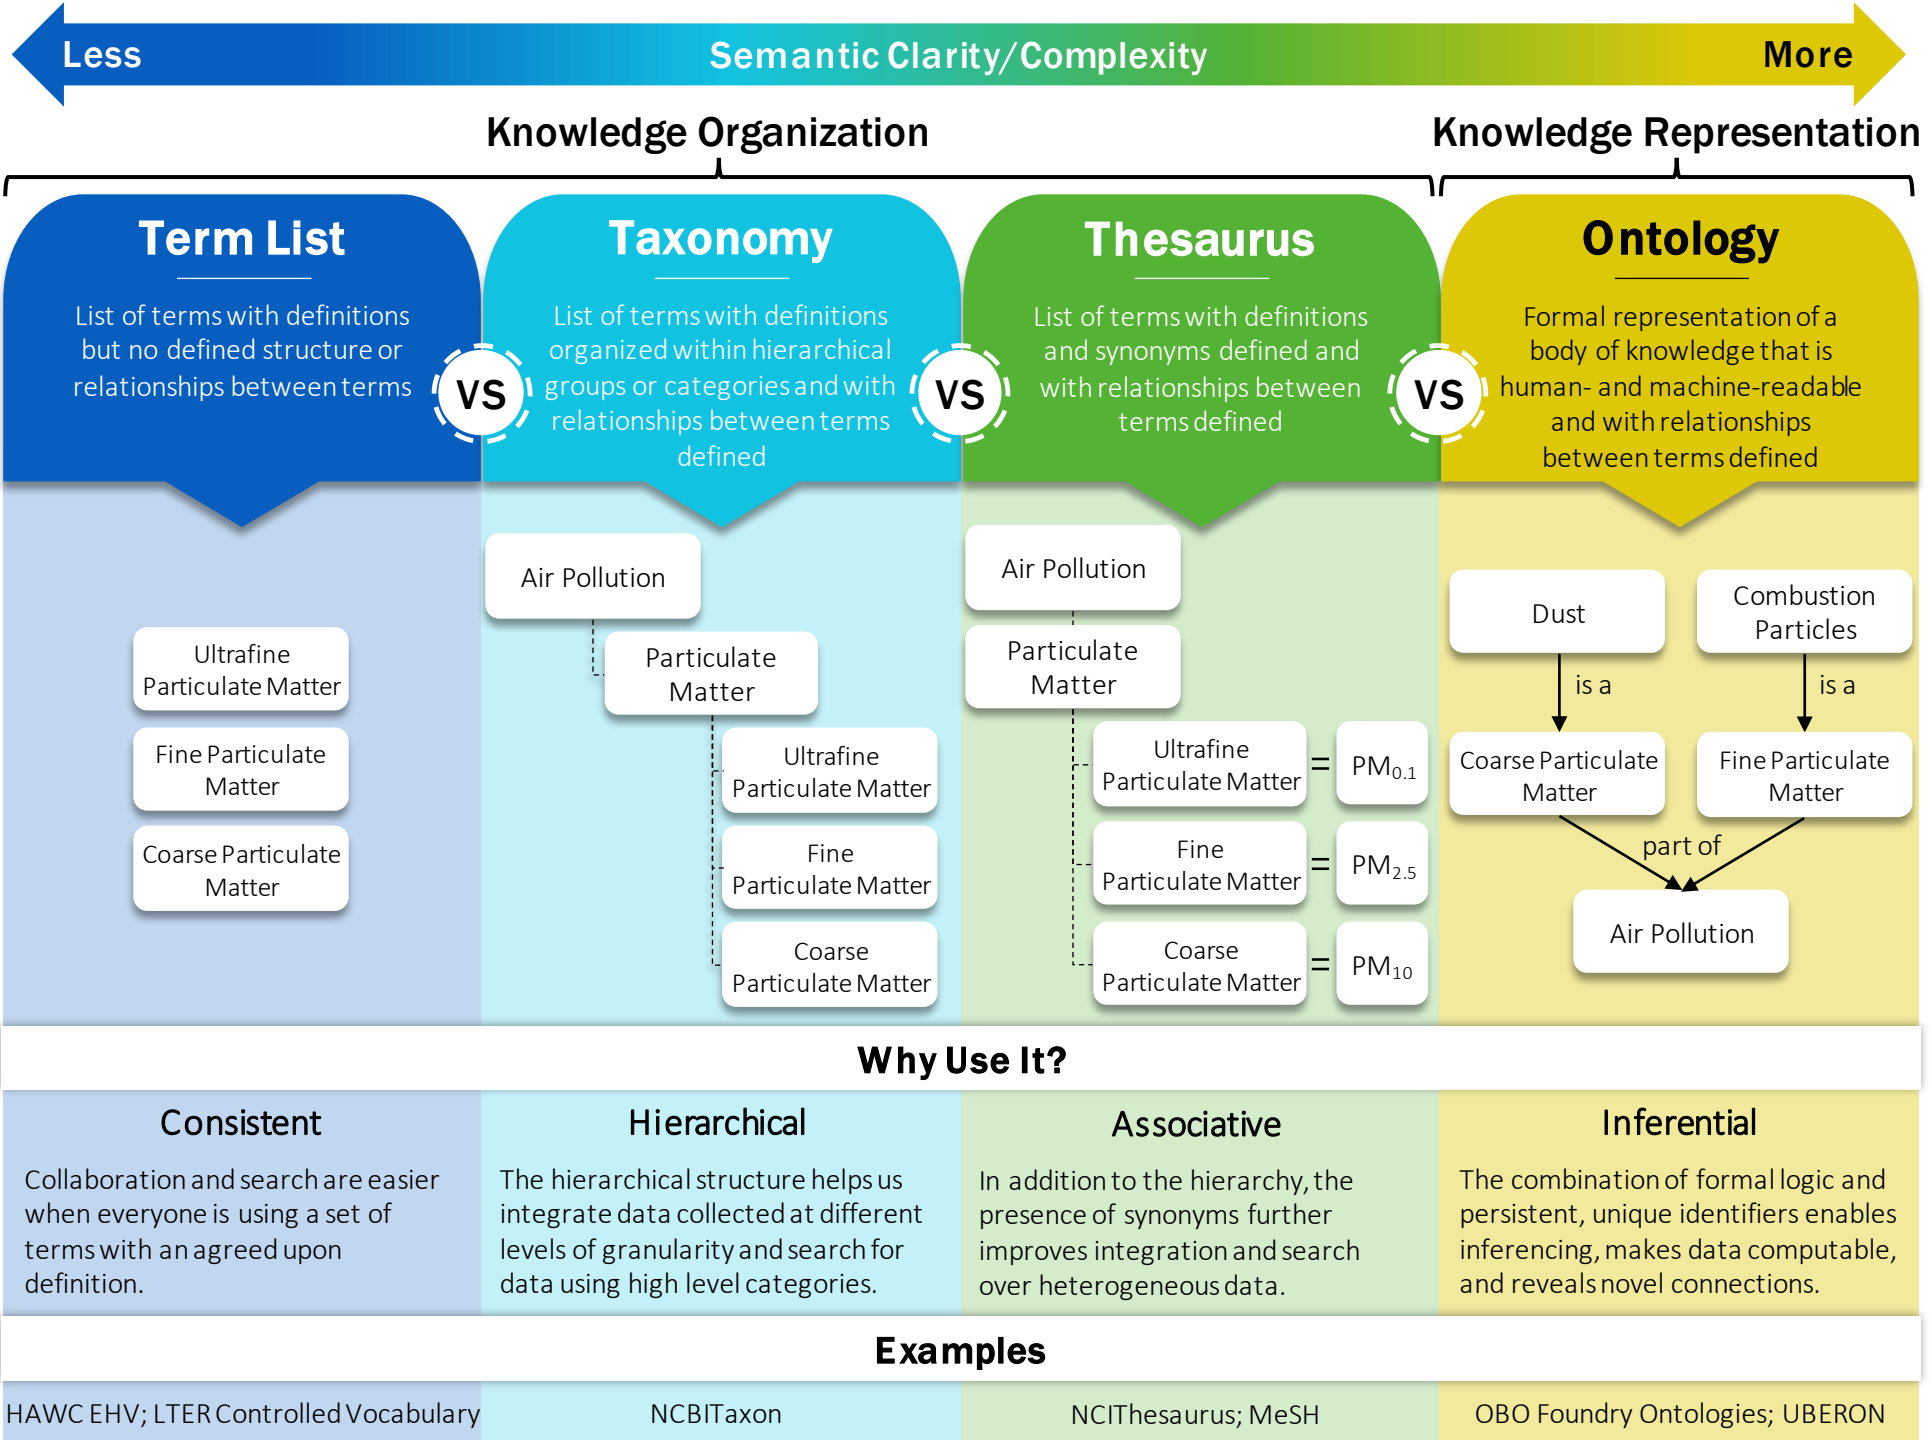 Less
Semantic Clarity/Complexity
More
Knowledge Organization
Knowledge Representation
Term List
List of terms with definitions
but no defined structure or
relationships between terms
VS
Taxonomy
List of terms with definitions
organized within hierarchical
groups or categories and with
relationships between terms
defined
VS
Thesaurus
List of terms with definitions
and synonyms defined and
with relationships between
terms defined
VS
Ontology
Formal representation of a
body of knowledge that is
human- and machine-readable
and with relationships
between terms defined
Ultrafine
Particulate Matter
Fine Particulate
Matter
Coarse Particulate
Matter
Air Pollution
Particulate
Matter
Ultrafine
Particulate Matter
Fine
Particulate Matter
Coarse
Particulate Matter
Air Pollution
Particulate
Matter
Ultrafine
Particulate Matter
= PM0.1
Fine
Particulate Matter
= PM2.5
Coarse
Particulate Matter
= PM10
Dust
Combustion
Particles
is a
is a
Coarse Particulate
Matter
Fine Particulate
Matter
part of
Air Pollution
Why Use It?
Consistent
Collaboration and search are easier
when everyone is using a set of
terms with an agreed upon
definition.
Hierarchical
The hierarchical structure helps us
integrate data collected at different
levels of granularity and search for
data using high level categories.
Associative
In addition to the hierarchy, the
presence of synonyms further
improves integration and search
over heterogeneous data.
Inferential
The combination of formal logic and
persistent, unique identifiers enables
inferencing, makes data computable,
and reveals novel connections.
Examples
HAWC EHV; LTER Controlled Vocabulary
NCBITaxon
NCIThesaurus; MeSH
OBO Foundry Ontologies; UBERON